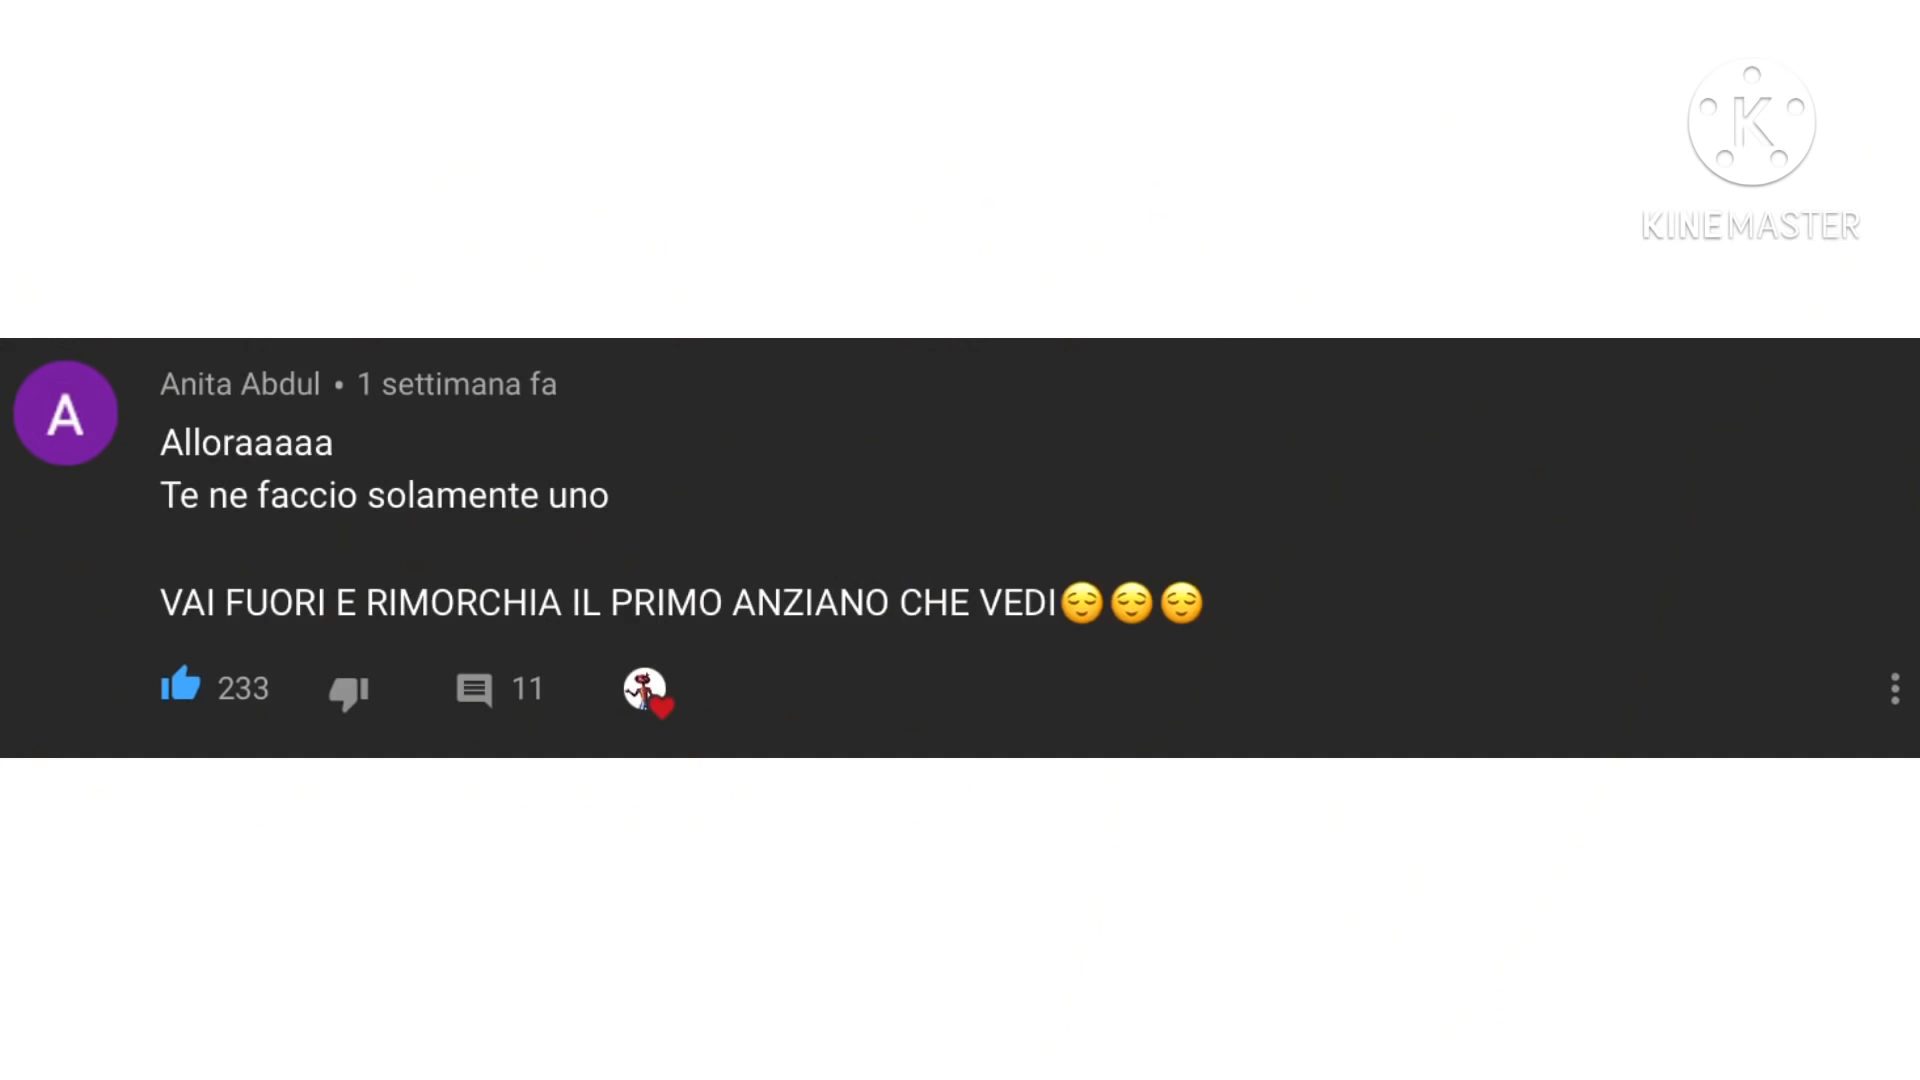 K
KINEMASTER
A
Anita Abdul • 1 settimana fa
Alloraaaaa
Te ne faccio solamente uno
VAI FUORI E RIMORCHIA IL PRIMO ANZIANO CHE VEDI😌😌😌
233
11